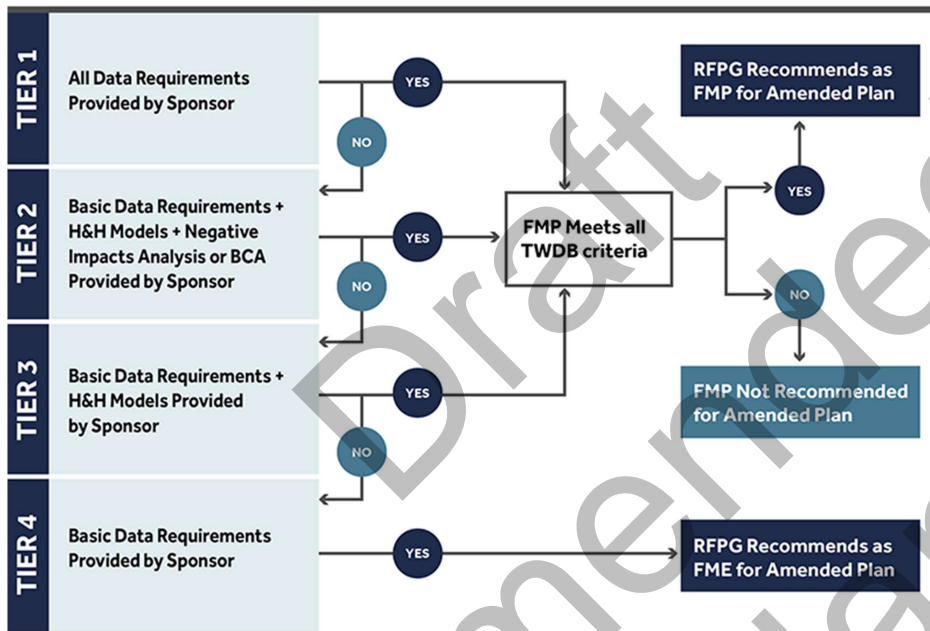 TIER 1
All Data Requirements
Provided by Sponsor
YES
NO
RFPG Recommends as
FMP for Amended Plan
TIER 2
Basic Data Requirements +
H&H Models + Negative
Impacts Analysis or BCA
Provided by Sponsor
YES
NO
FMP Meets all
TWDB criteria
YES
NO
TIER 3
Basic Data Requirements +
H&H Models Provided
by Sponsor
YES
NO
FMP Not Recommended
for Amended Plan
TIER 4
Basic Data Requirements
Provided by Sponsor
YES
RFPG Recommends as
FME for Amended Plan
Draft